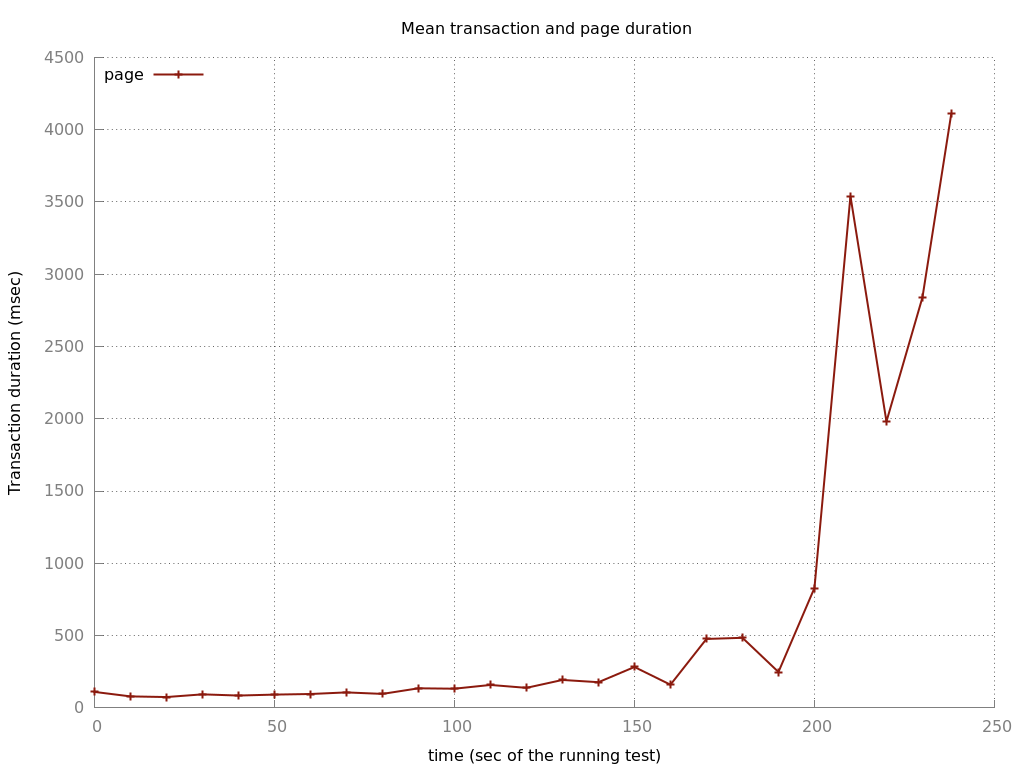 Mean transaction and page duration
page
4500
4000
3500
3000
2500
2000
1500
1000
500
0
Transaction duration (msec)
0 50 100 150 200 250
time (sec of the running test)